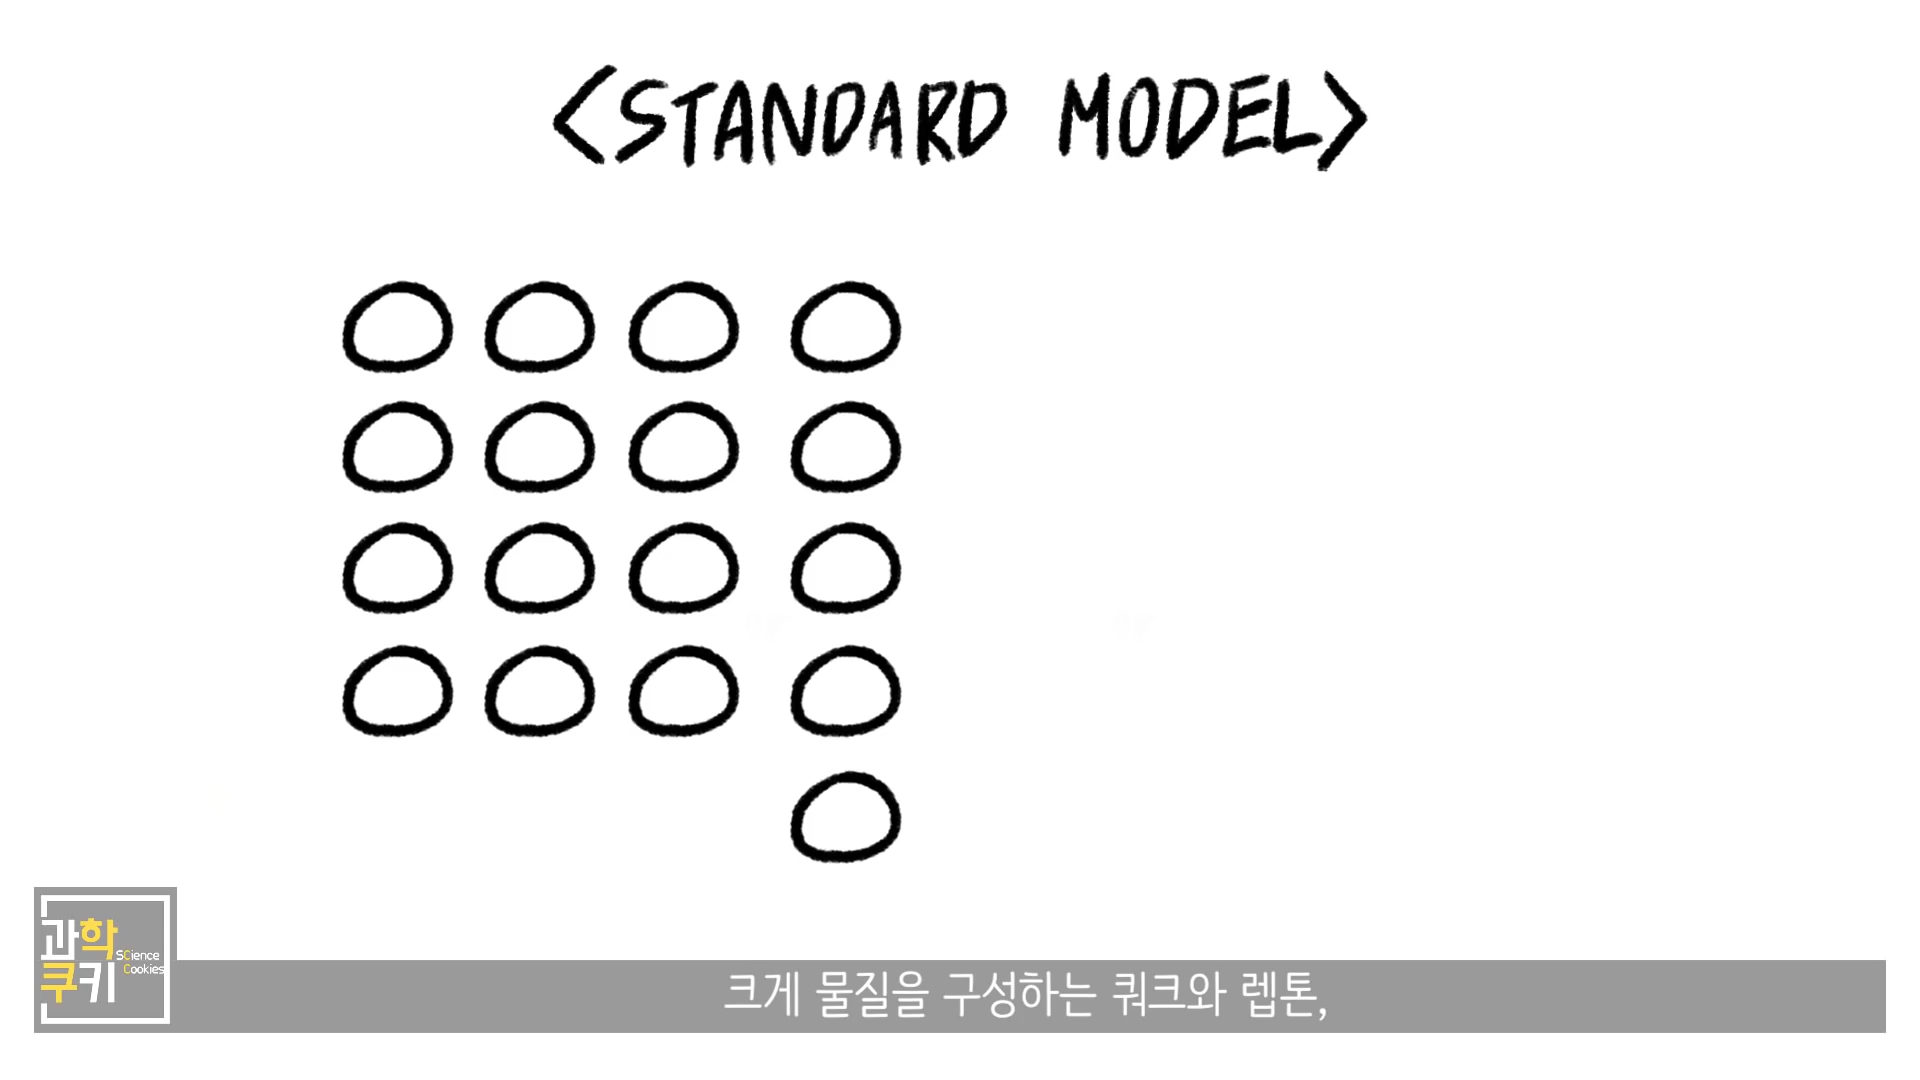 <STANDARD MODEL>
과학
Science
쿠키
Cookies
크게 물질을 구성하는 쿼크와 렙톤,